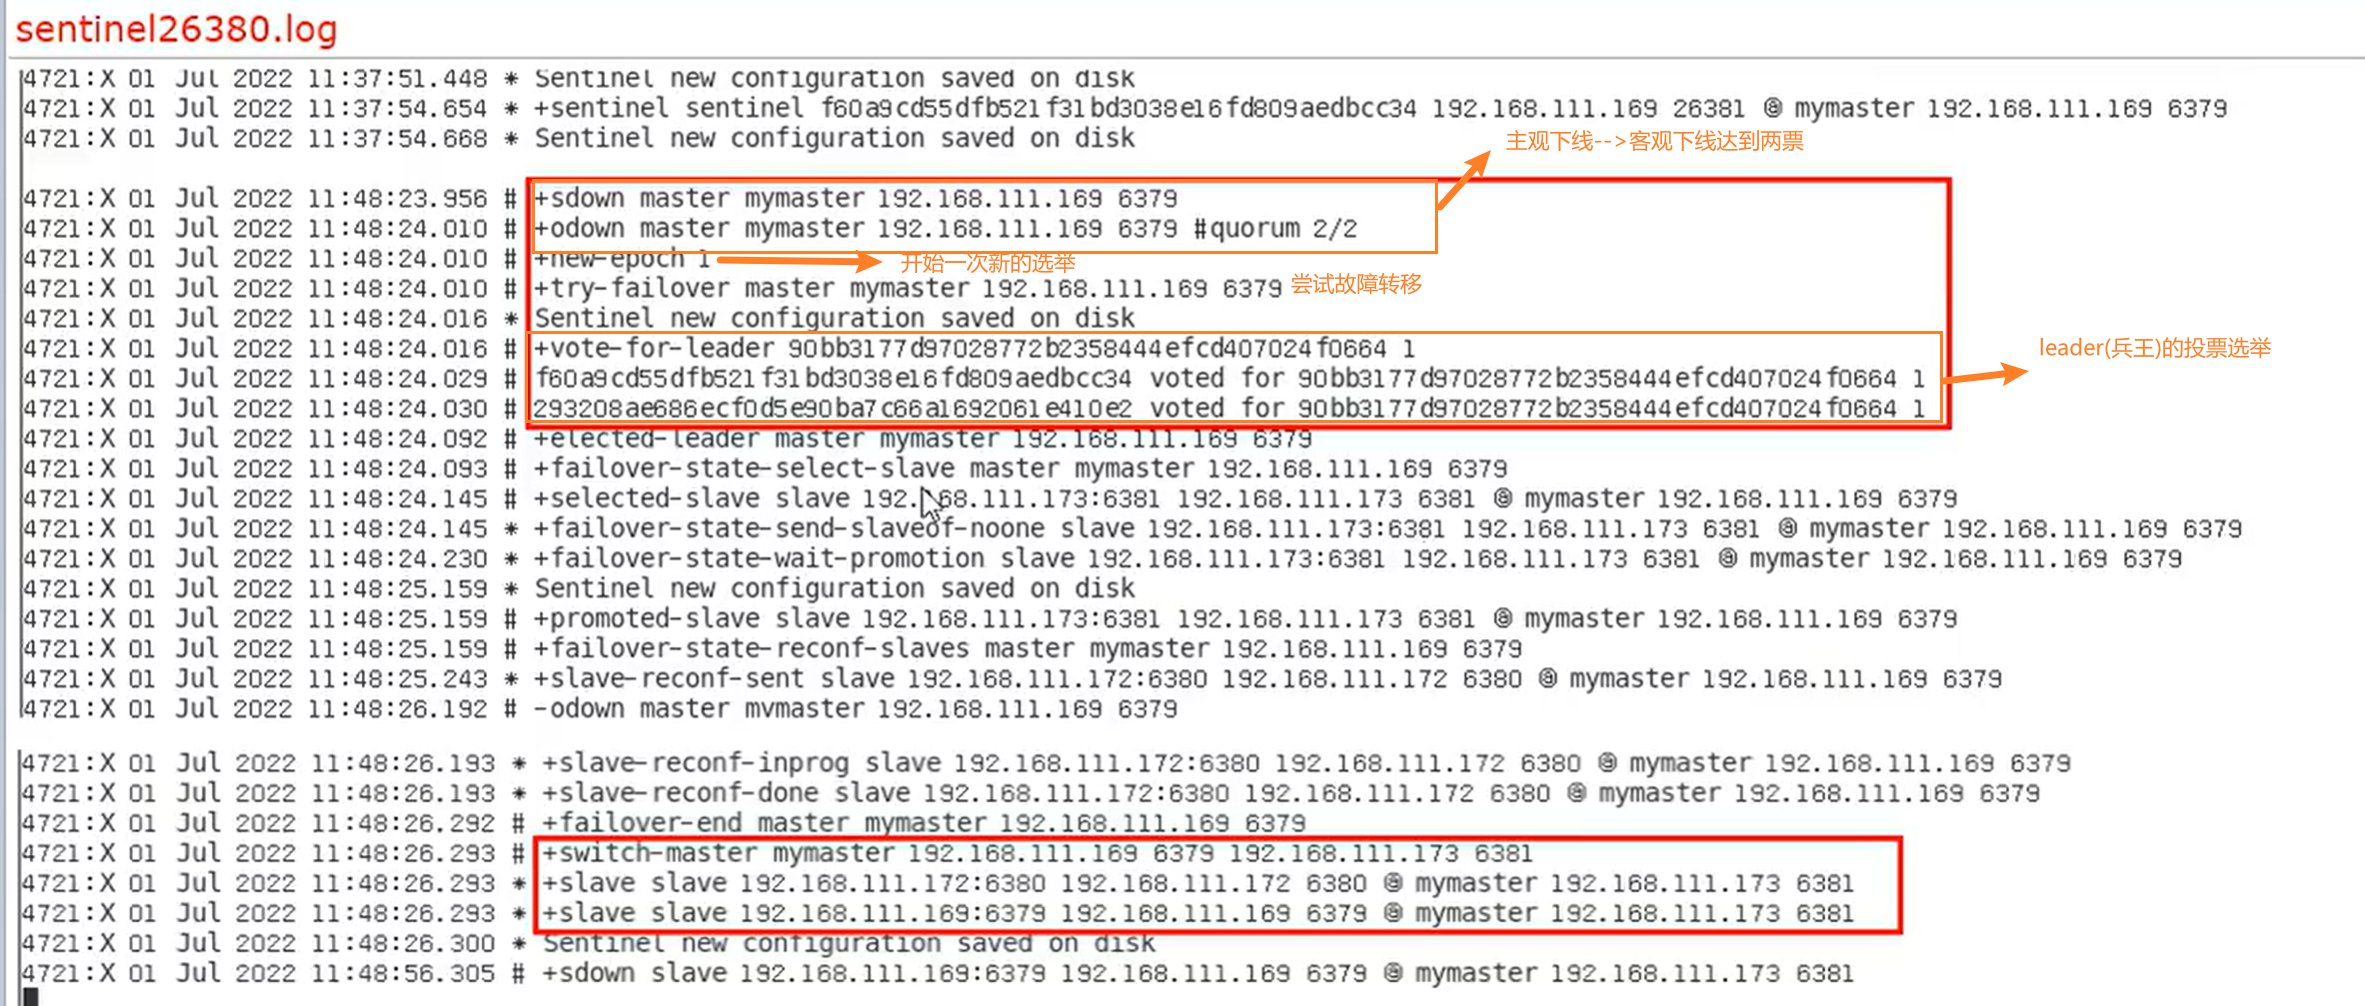 sentinel26380.log
4721:X 01 Jul 2022 11:37:51.448 * Sentinel new configuration saved on disk
4721:X 01 Jul 2022 11:37:54.654 * +sentinel sentinel f60a9cd55dfb521f31bd3038e16fd809aedbcc34 192.168.111.169 26381 @ mymaster 192.168.111.169 6379
4721:X 01 Jul 2022 11:37:54.668 * Sentinel new configuration saved on disk
主观下线-->客观下线达到两票
4721:X 01 Jul 2022 11:48:23.956 # +sdown master mymaster 192.168.111.169 6379
4721:X 01 Jul 2022 11:48:24.010 # +odown master mymaster 192.168.111.169 6379 #quorum 2/2
4721:X 01 Jul 2022 11:48:24.010 # +new-epoch 1 开始一次新的选举
4721:X 01 Jul 2022 11:48:24.010 # +try-failover master mymaster 192.168.111.169 6379 尝试故障转移
4721:X 01 Jul 2022 11:48:24.016 * Sentinel new configuration saved on disk
4721:X 01 Jul 2022 11:48:24.016 # +vote-for-leader 90bb3177d97028772b2358444efcd407024f0664 1
leader(兵王)的投票选举
4721:X 01 Jul 2022 11:48:24.029 # f60a9cd55dfb521f31bd3038e16fd809aedbcc34 voted for 90bb3177d97028772b2358444efcd407024f0664 1
4721:X 01 Jul 2022 11:48:24.030 # 293208ae686ecf0d5e90ba7c66a1692061e410e2 voted for 90bb3177d97028772b2358444efcd407024f0664 1
4721:X 01 Jul 2022 11:48:24.092 # +elected-leader master mymaster 192.168.111.169 6379
4721:X 01 Jul 2022 11:48:24.093 # +failover-state-select-slave master mymaster 192.168.111.169 6379
4721:X 01 Jul 2022 11:48:24.145 # +selected-slave slave 192.168.111.173:6381 192.168.111.173 6381 @ mymaster 192.168.111.169 6379
4721:X 01 Jul 2022 11:48:24.145 * +failover-state-send-slaveof-noone slave 192.168.111.173:6381 192.168.111.173 6381 @ mymaster 192.168.111.169 6379
4721:X 01 Jul 2022 11:48:24.230 * +failover-state-wait-promotion slave 192.168.111.173:6381 192.168.111.173 6381 @ mymaster 192.168.111.169 6379
4721:X 01 Jul 2022 11:48:25.159 * Sentinel new configuration saved on disk
4721:X 01 Jul 2022 11:48:25.159 # +promoted-slave slave 192.168.111.173:6381 192.168.111.173 6381 @ mymaster 192.168.111.169 6379
4721:X 01 Jul 2022 11:48:25.159 # +failover-state-reconf-slaves master mymaster 192.168.111.169 6379
4721:X 01 Jul 2022 11:48:25.243 * +slave-reconf-sent slave 192.168.111.172:6380 192.168.111.172 6380 @ mymaster 192.168.111.169 6379
4721:X 01 Jul 2022 11:48:26.192 # -odown master mymaster 192.168.111.169 6379
4721:X 01 Jul 2022 11:48:26.193 * +slave-reconf-inprog slave 192.168.111.172:6380 192.168.111.172 6380 @ mymaster 192.168.111.169 6379
4721:X 01 Jul 2022 11:48:26.193 * +slave-reconf-done slave 192.168.111.172:6380 192.168.111.172 6380 @ mymaster 192.168.111.169 6379
4721:X 01 Jul 2022 11:48:26.292 # +failover-end master mymaster 192.168.111.169 6379
4721:X 01 Jul 2022 11:48:26.293 # +switch-master mymaster 192.168.111.169 6379 192.168.111.173 6381
4721:X 01 Jul 2022 11:48:26.293 * +slave slave 192.168.111.172:6380 192.168.111.172 6380 @ mymaster 192.168.111.173 6381
4721:X 01 Jul 2022 11:48:26.293 * +slave slave 192.168.111.169:6379 192.168.111.169 6379 @ mymaster 192.168.111.173 6381
4721:X 01 Jul 2022 11:48:26.300 * Sentinel new configuration saved on disk
4721:X 01 Jul 2022 11:48:56.305 # +sdown slave 192.168.111.169:6379 192.168.111.169 6379 @ mymaster 192.168.111.173 6381